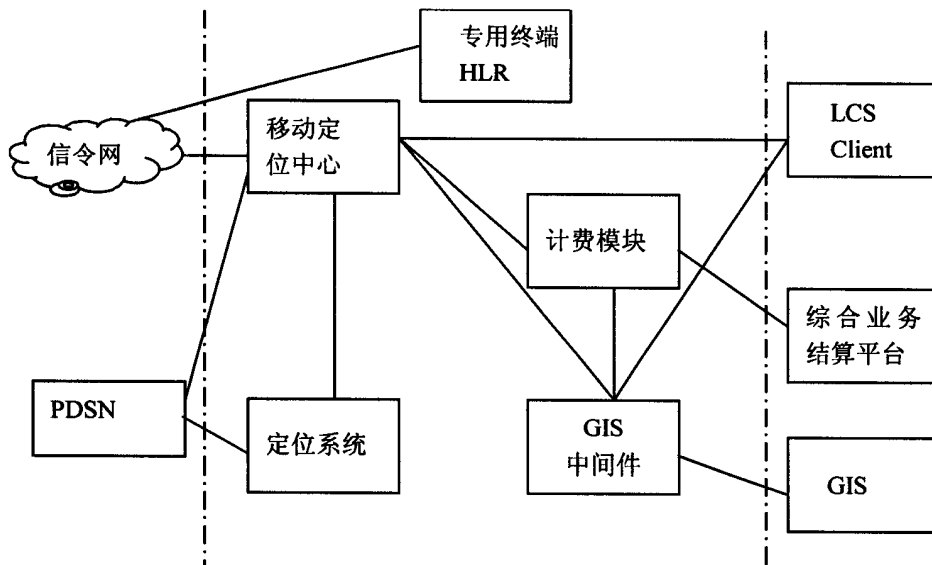 专用终端
HLR
信令网
移动定
位中心
LCS
Client
计费模块
综合业务
结算平台
PDSN
定位系统
GIS
中间件
GIS